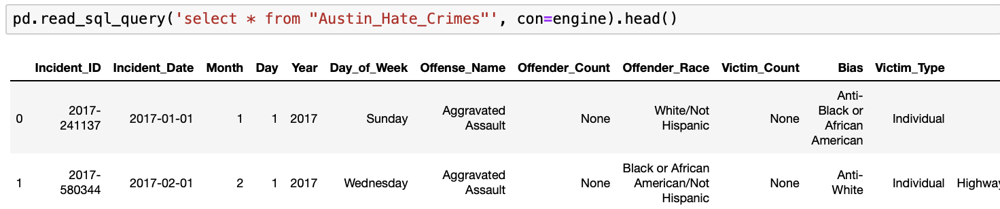 pd.read_sql_query('select * from "Austin_Hate_Crimes"', con=engine).head()
Incident_ID Incident_Date Month Day Year Day_of_Week Offense_Name Offender_Count Offender_Race Victim_Count Bias Victim_Type
0 2017-241137 2017-01-01 1 1 2017 Sunday Aggravated Assault None White/Not Hispanic None Anti-Black or African American Individual
1 2017-580344 2017-02-01 2 1 2017 Wednesday Aggravated Assault None Black or African American/Not Hispanic None Anti-White Individual Highway